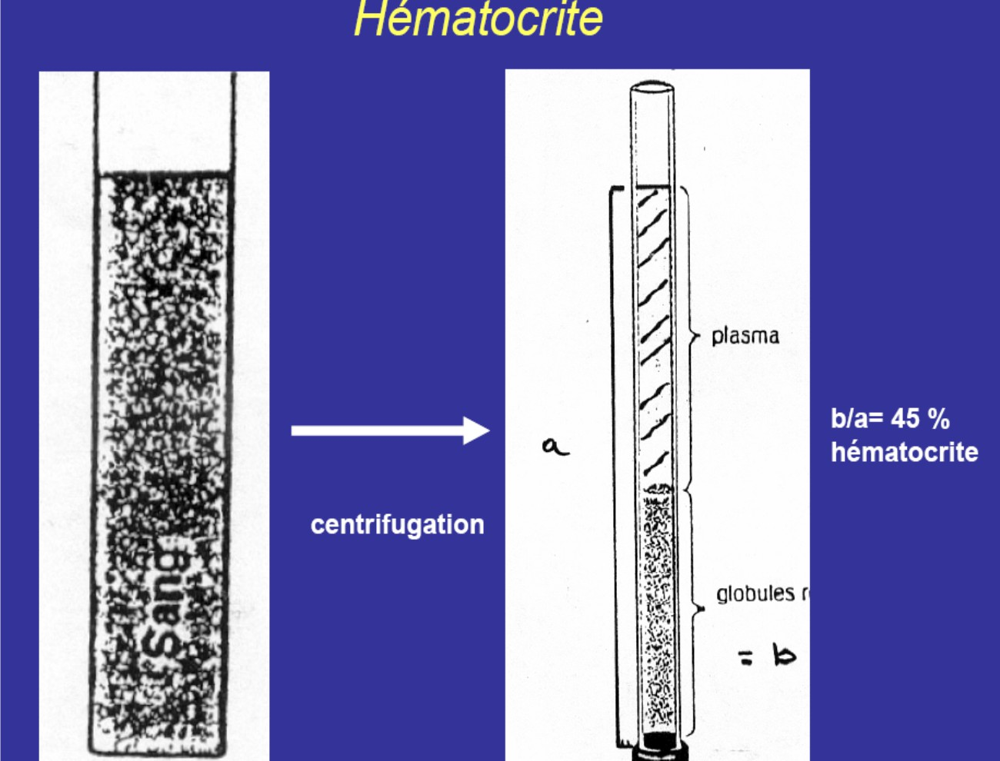 Hématocrite
Sang
centrifugation
a
plasma
globules
= b
b/a= 45 %
hématocrite